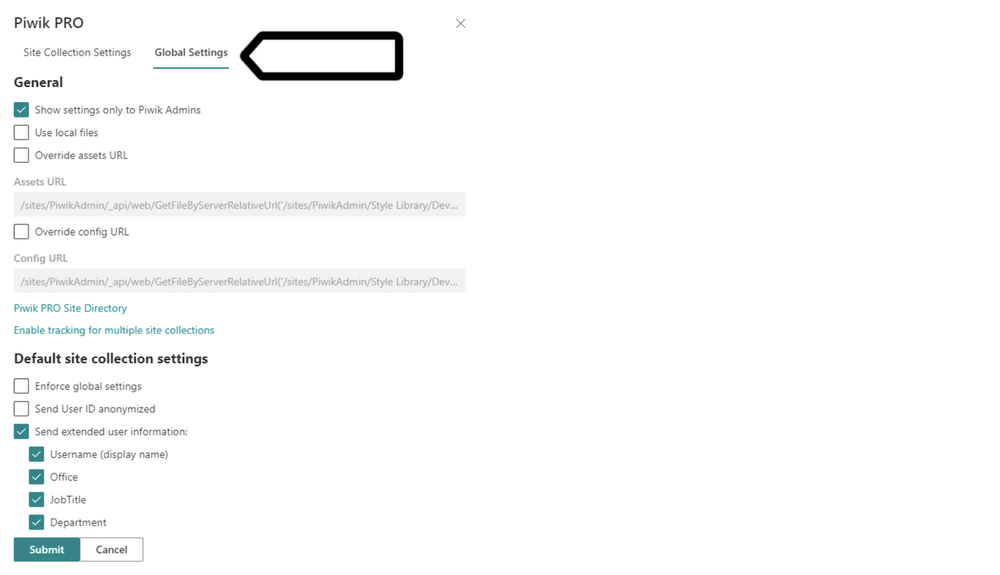 Piwik PRO
Site Collection Settings Global Settings
General
Show settings only to Piwik Admins
Use local files
Override assets URL
Assets URL
/sites/PiwikAdmin/_api/web/GetFileByServerRelativeUrl('/sites/PiwikAdmin/Style Library/Dev...
Override config URL
Config URL
/sites/PiwikAdmin/_api/web/GetFileByServerRelativeUrl('/sites/PiwikAdmin/Style Library/Dev...
Piwik PRO Site Directory
Enable tracking for multiple site collections
Default site collection settings
Enforce global settings
Send User ID anonymized
Send extended user information:
Username (display name)
Office
JobTitle
Department
Submit Cancel